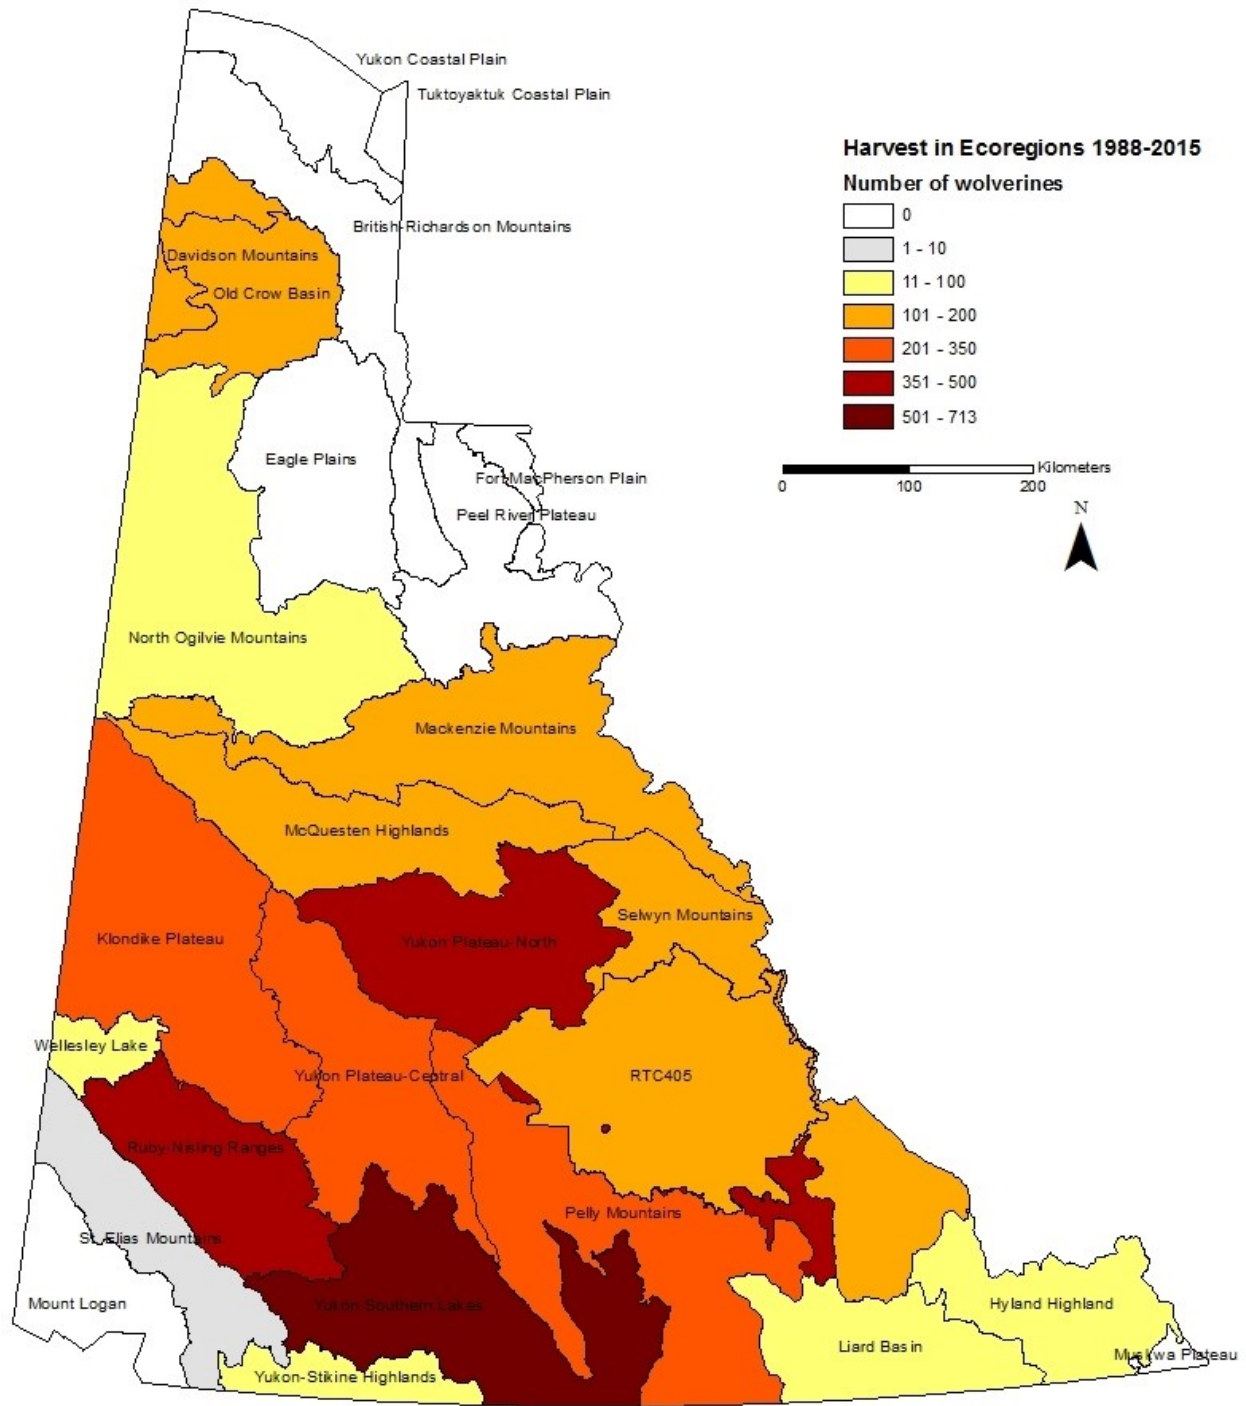 Yukon Coastal Plain
Tuktoyaktuk Coastal Plain
Harvest in Ecoregions 1988-2015
Number of wolverines
0
1 - 10
11 - 100
101 - 200
201 - 350
351 - 500
501 - 713
Kilometers
0 100 200
N
British-Richardson Mountains
Davidson Mountains
Old Crow Basin
Eagle Plains
Fort MacPherson Plain
Peel River Plateau
North Ogilvie Mountains
Mackenzie Mountains
McQuesten Highlands
Selwyn Mountains
Klondike Plateau
Yukon Plateau-North
Wellesley Lake
Yukon Plateau-Central
RTC405
Ruby-Nisling Ranges
Pelly Mountains
St. Elias Mountains
Mount Logan
Yukon Southern Lakes
Hyland Highland
Liard Basin
Muskwa Plateau
Yukon-Stikine Highlands